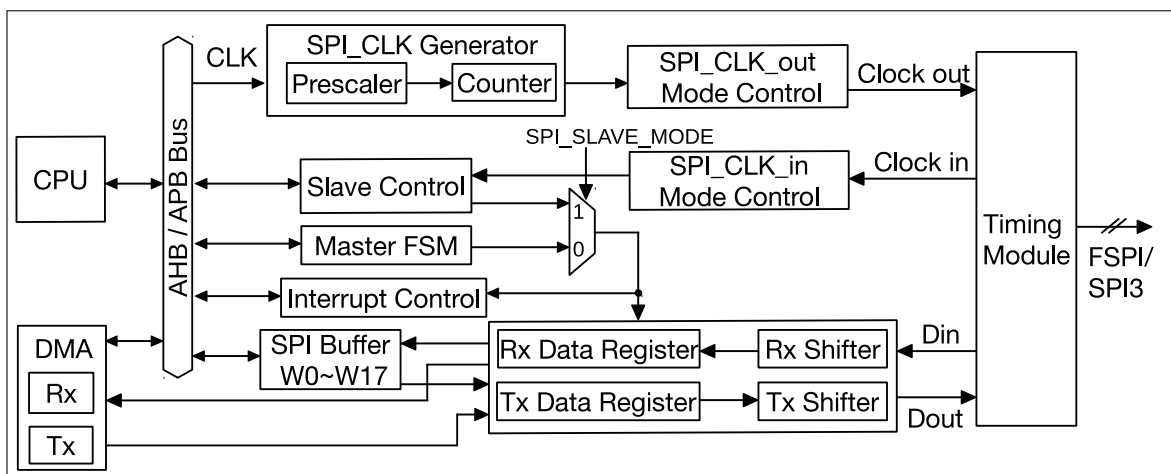 SPI_CLK Generator
CLK
Prescaler
Counter
SPI_CLK_out
Mode Control
Clock out
SPI_SLAVE_MODE
CPU
AHB / APB Bus
Slave Control
SPI_CLK_in
Mode Control
Clock in
1
0
Master FSM
Timing
Module
FSPI/
SPI3
Interrupt Control
DMA
Rx
Tx
SPI Buffer
W0~W17
Rx Data Register
Rx Shifter
Din
Tx Data Register
Tx Shifter
Dout